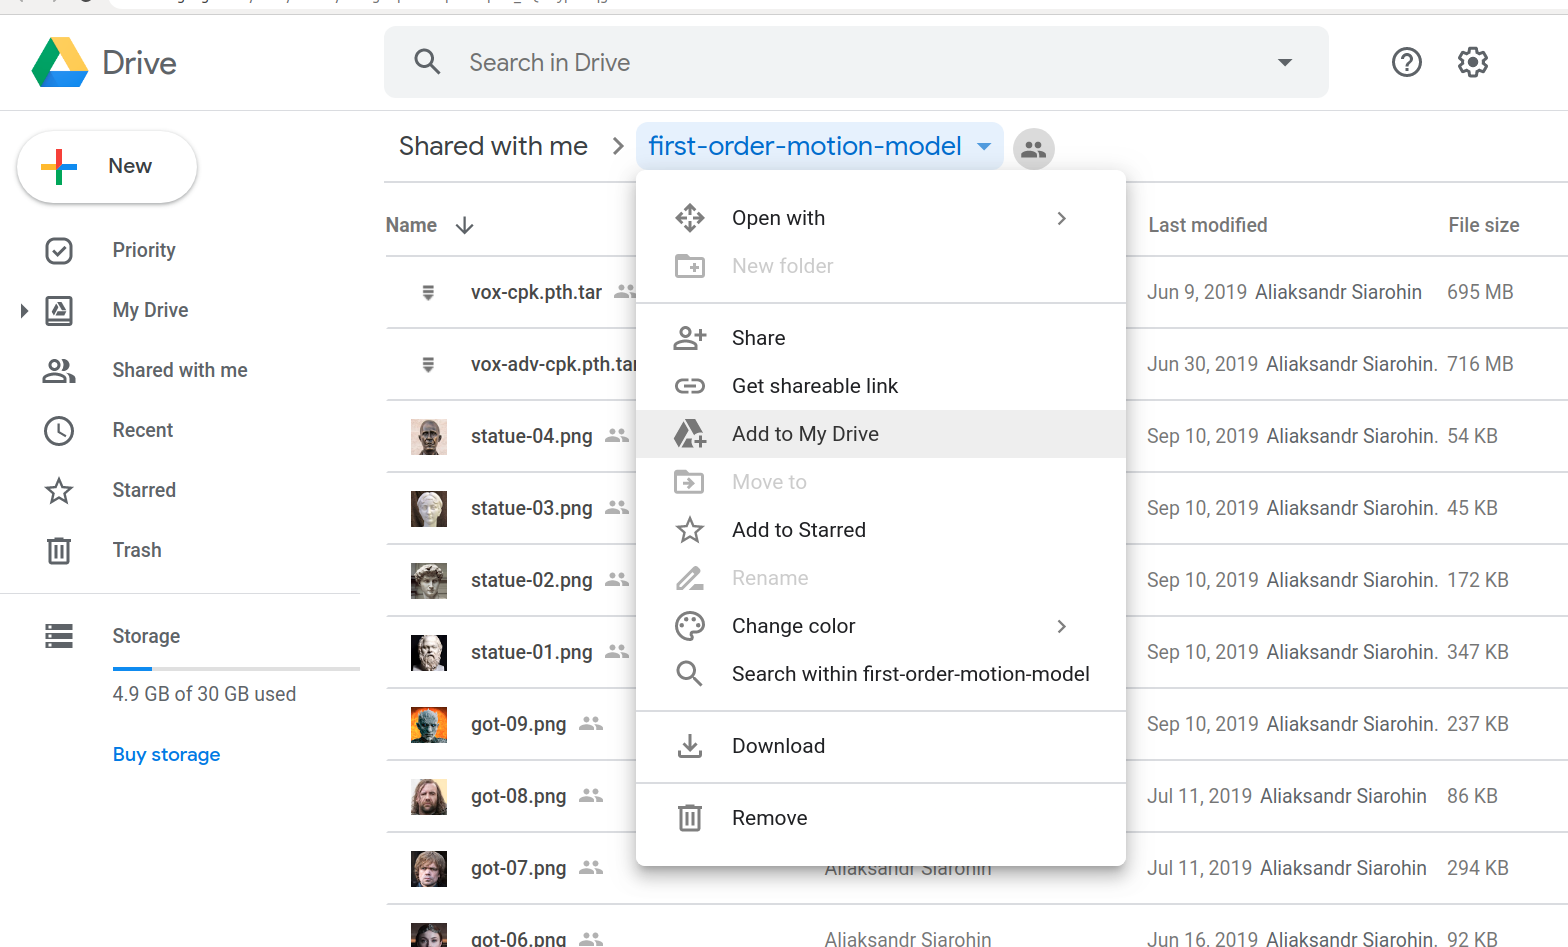 Drive
Search in Drive
New
Priority
My Drive
Shared with me
Recent
Starred
Trash
Storage
4.9 GB of 30 GB used
Buy storage
Shared with me first-order-motion-model
Name Last modified File size
vox-cpk.pth.tar Jun 9, 2019 Aliaksandr Siarohin 695 MB
vox-adv-cpk.pth.tar Jun 30, 2019 Aliaksandr Siarohin. 716 MB
statue-04.png Sep 10, 2019 Aliaksandr Siarohin. 54 KB
statue-03.png Sep 10, 2019 Aliaksandr Siarohin. 45 KB
statue-02.png Sep 10, 2019 Aliaksandr Siarohin. 172 KB
statue-01.png Sep 10, 2019 Aliaksandr Siarohin. 347 KB
got-09.png Sep 10, 2019 Aliaksandr Siarohin. 237 KB
got-08.png Jul 11, 2019 Aliaksandr Siarohin 86 KB
got-07.png Aliaksandr Siarohin Jul 11, 2019 Aliaksandr Siarohin 294 KB
got-06.png Aliaksandr Siarohin Jun 16, 2019 Aliaksandr Siarohin. 92 KB
Open with
New folder
Share
Get shareable link
Add to My Drive
Move to
Add to Starred
Rename
Change color
Search within first-order-motion-model
Download
Remove